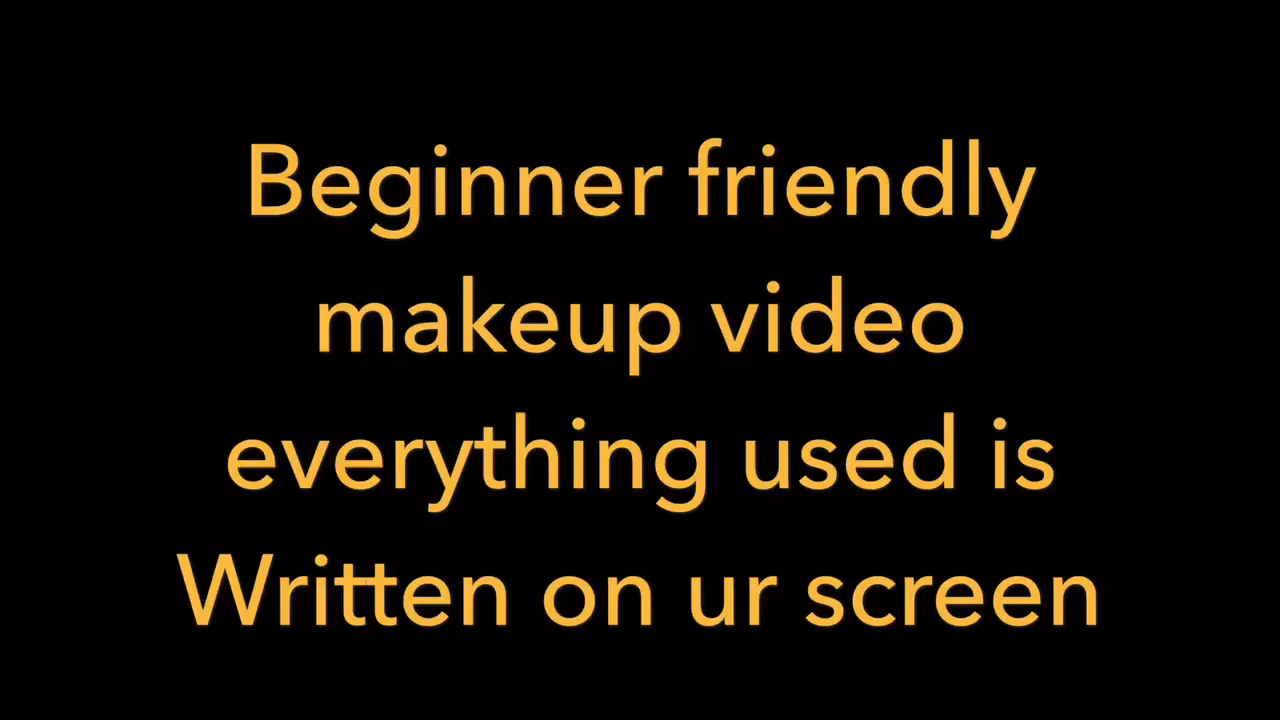 Beginner friendly
makeup video
everything used is
Written on ur screen